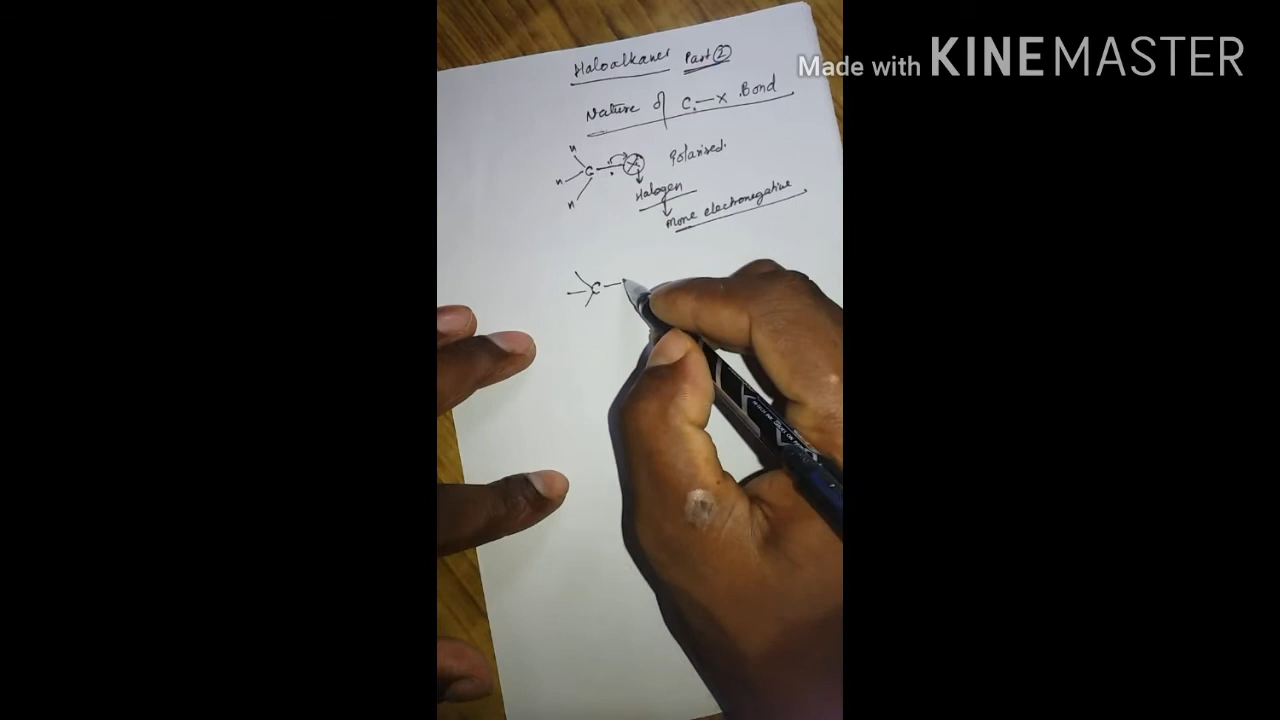 Made with KINEMASTER
Haloalkanes Part ②
Nature of C—X Bond
H
H C X Polarised.
H
Halogen
More electronegative
C